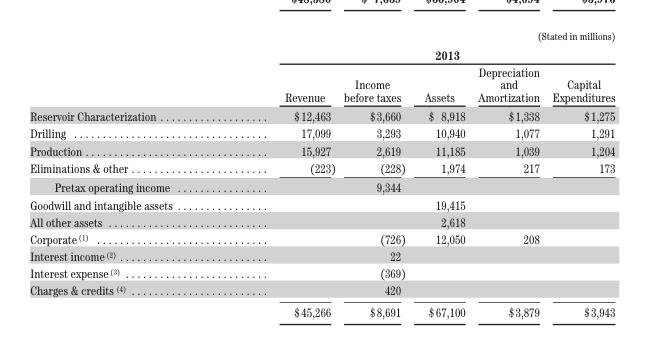 (Stated in millions)
2013
Revenue Income before taxes Assets Depreciation and Amortization Capital Expenditures
Reservoir Characterization . . . . . . . . . . . . . . . . . . . $ 12,463 $3,660 $ 8,918 $1,338 $1,275
Drilling . . . . . . . . . . . . . . . . . . . . . . . . . . . . . . . . . . 17,099 3,293 10,940 1,077 1,291
Production . . . . . . . . . . . . . . . . . . . . . . . . . . . . . . . 15,927 2,619 11,185 1,039 1,204
Eliminations & other . . . . . . . . . . . . . . . . . . . . . . . . (223) (228) 1,974 217 173
Pretax operating income . . . . . . . . . . . . . . . . 9,344
Goodwill and intangible assets . . . . . . . . . . . . . . . . . 19,415
All other assets . . . . . . . . . . . . . . . . . . . . . . . . . . . . 2,618
Corporate (1) . . . . . . . . . . . . . . . . . . . . . . . . . . . . . (726) 12,050 208
Interest income (2) . . . . . . . . . . . . . . . . . . . . . . . . . 22
Interest expense (3) . . . . . . . . . . . . . . . . . . . . . . . . (369)
Charges & credits (4) . . . . . . . . . . . . . . . . . . . . . . . 420
$ 45,266 $8,691 $ 67,100 $3,879 $3,943